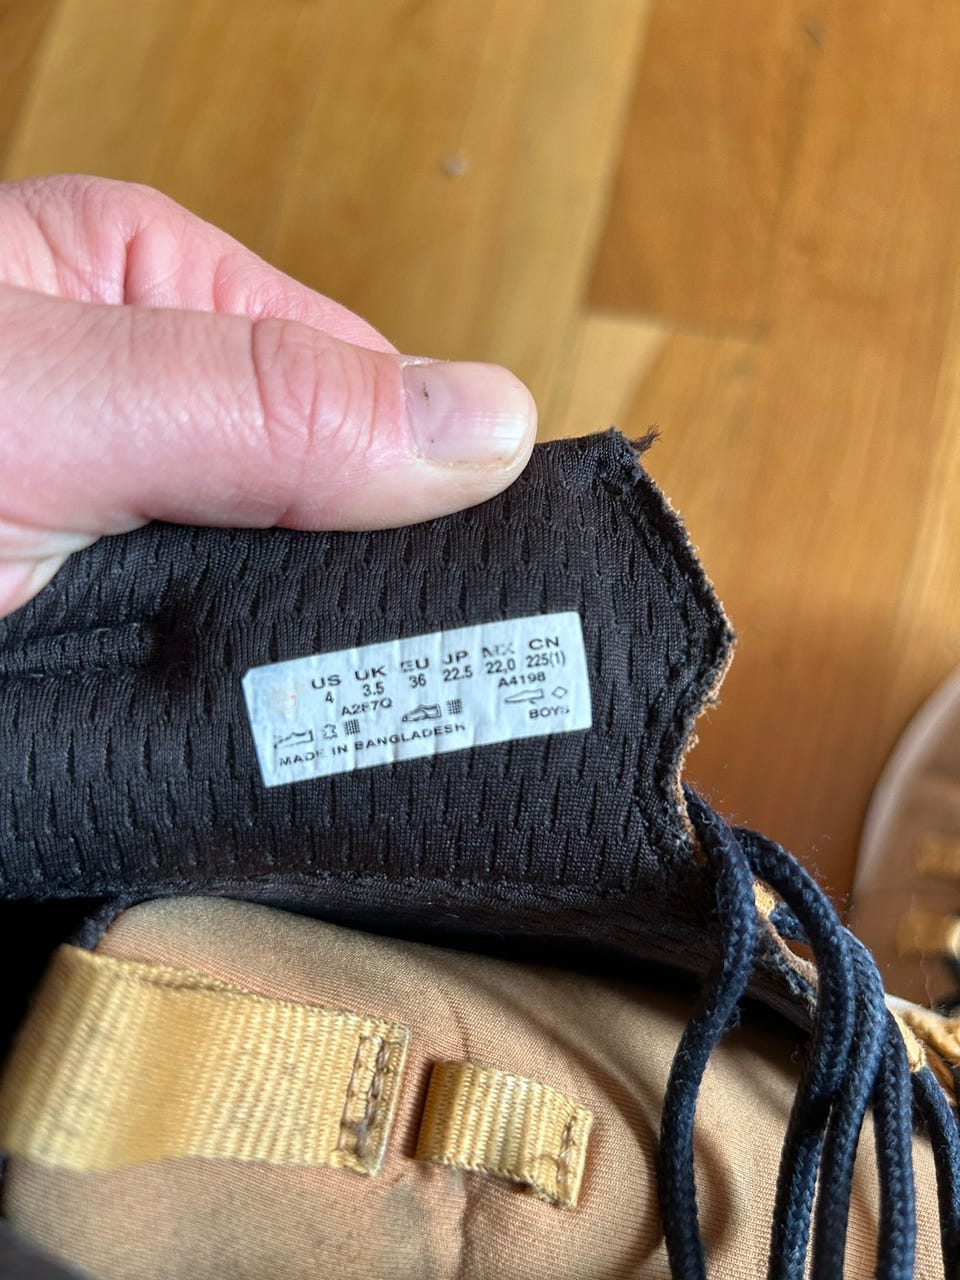 US UK EU JP MX CN
4 3.5 36 22.5 22.0 225(1)
A287Q A4198
BOYS
MADE IN BANGLADESH